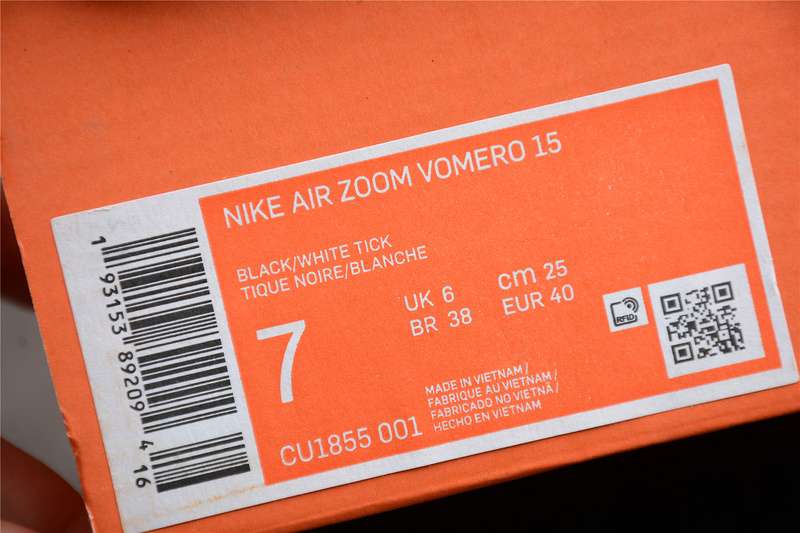 NIKE AIR ZOOM VOMERO 15
BLACK/WHITE TICK
TIQUE NOIRE/BLANCHE
7
UK 6
BR 38
cm 25
EUR 40
RFID
CU1855 001
MADE IN VIETNAM /
FABRIQUE AU VIETNAM /
FABRICADO NO VIETNÃ /
HECHO EN VIETNAM
1 93153 89209 4 16